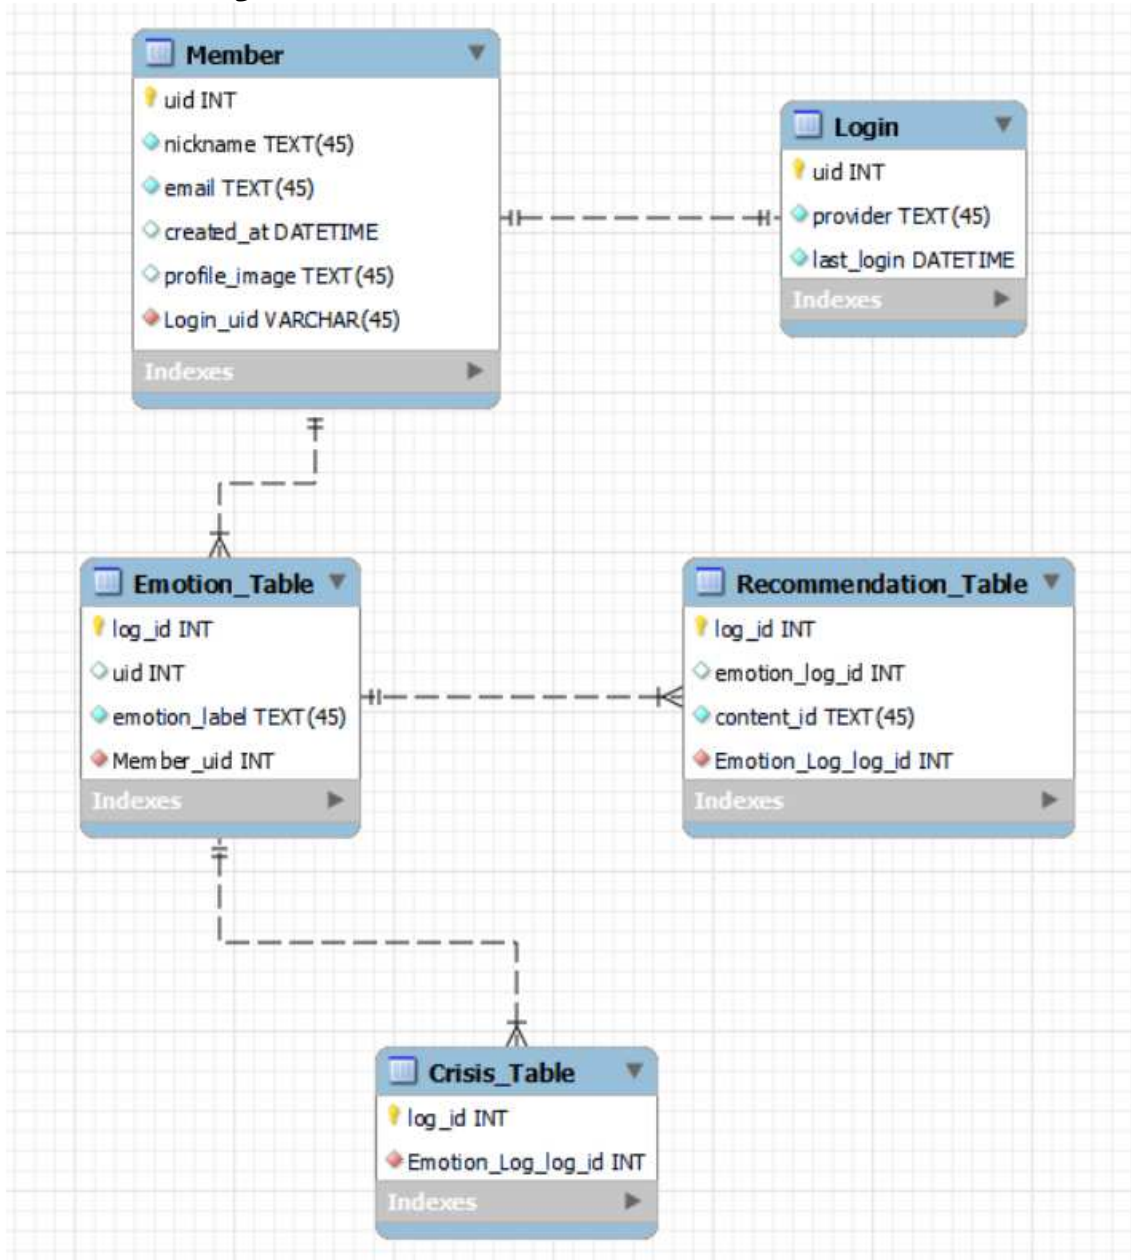 Member
uid INT
nickname TEXT(45)
email TEXT(45)
created_at DATETIME
profile_image TEXT(45)
Login_uid VARCHAR(45)
Indexes
Login
uid INT
provider TEXT(45)
last_login DATETIME
Indexes
Emotion_Table
log_id INT
uid INT
emotion_label TEXT(45)
Member_uid INT
Indexes
Recommendation_Table
log_id INT
emotion_log_id INT
content_id TEXT(45)
Emotion_Log_log_id INT
Indexes
Crisis_Table
log_id INT
Emotion_Log_log_id INT
Indexes